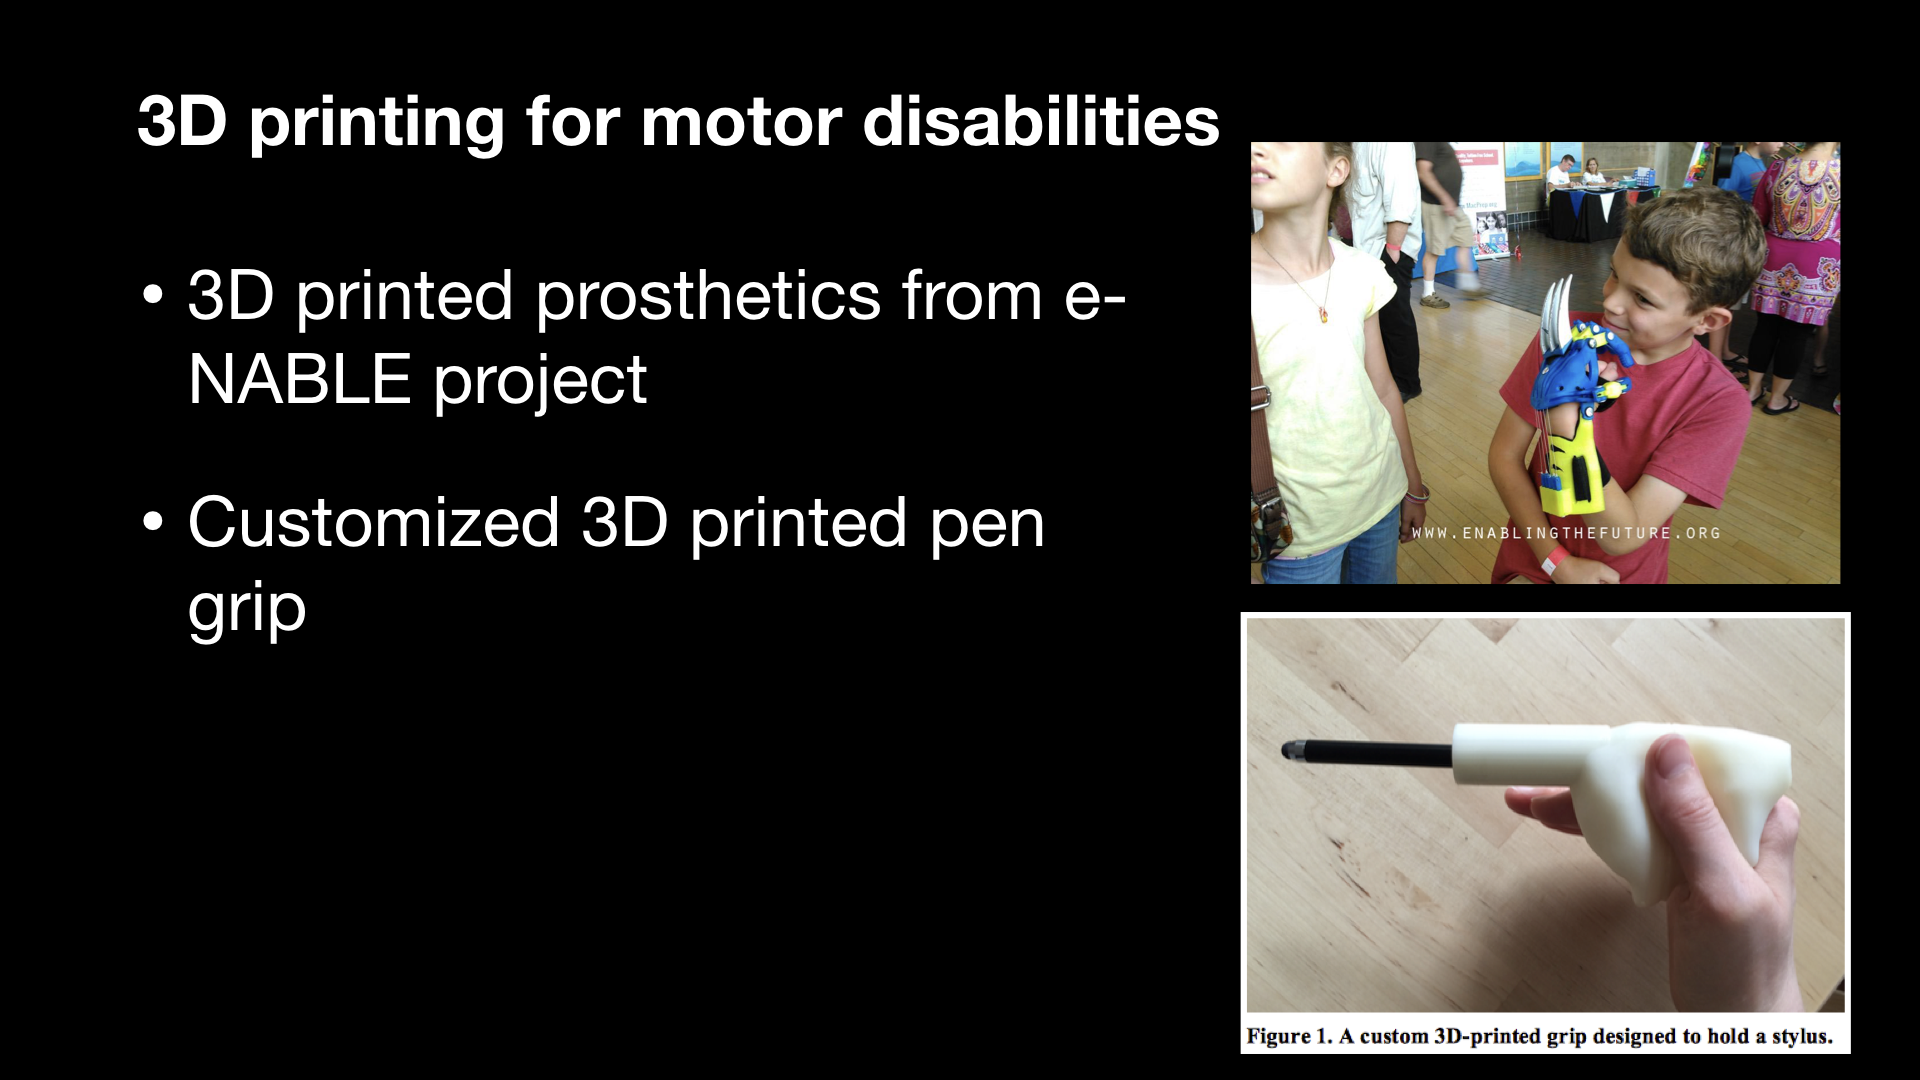 3D printing for motor disabilities
• 3D printed prosthetics from e-
NABLE project
• Customized 3D printed pen
grip
WWW.ENABLINGTHEFUTURE.ORG
Figure 1. A custom 3D-printed grip designed to hold a stylus.